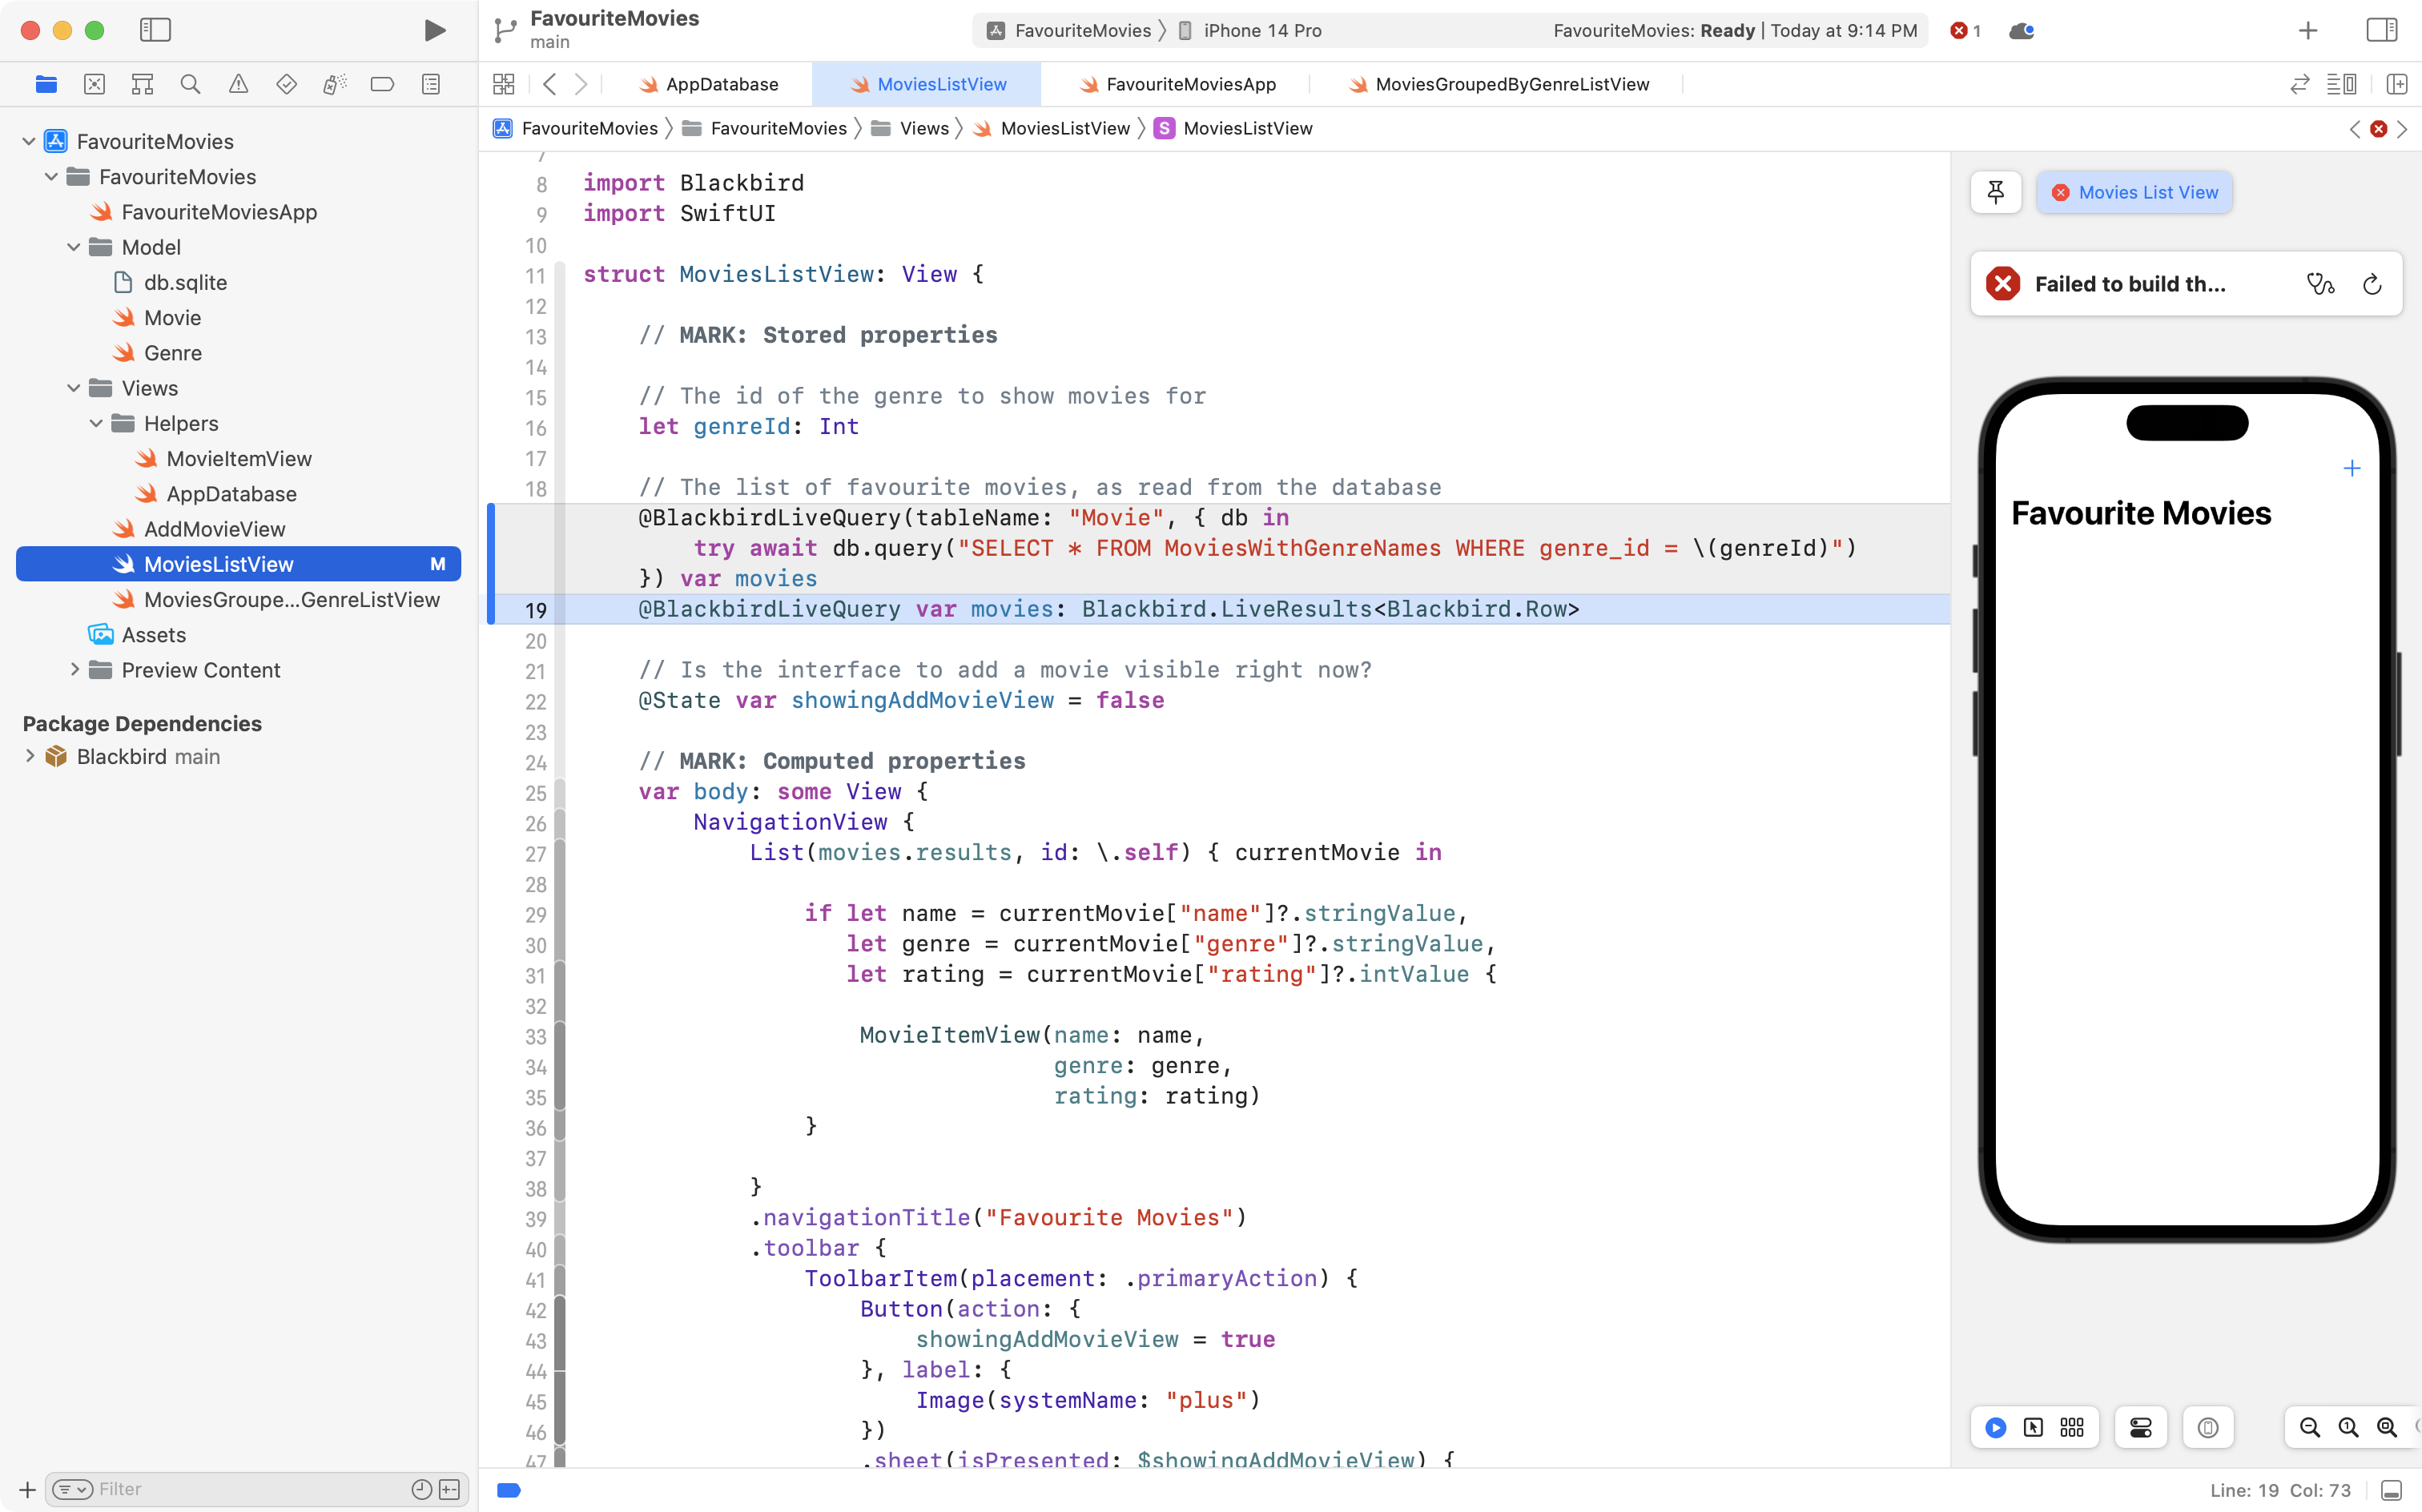 FavouriteMovies
main
FavouriteMovies
iPhone 14 Pro
FavouriteMovies: Ready | Today at 9:14 PM
1
AppDatabase
MoviesListView
FavouriteMoviesApp
MoviesGroupedByGenreListView
FavouriteMovies
FavouriteMovies
Views
MoviesListView
S
MoviesListView
FavouriteMovies
FavouriteMovies
FavouriteMoviesApp
Model
db.sqlite
Movie
Genre
Views
Helpers
MovieItemView
AppDatabase
AddMovieView
MoviesListView M
MoviesGroupe...GenreListView
Assets
Preview Content
Package Dependencies
Blackbird main
Filter
7
8 import Blackbird
9 import SwiftUI
10
11 struct MoviesListView: View {
12
13 // MARK: Stored properties
14
15 // The id of the genre to show movies for
16 let genreId: Int
17
18 // The list of favourite movies, as read from the database
@BlackbirdLiveQuery(tableName: "Movie", { db in
try await db.query("SELECT * FROM MoviesWithGenreNames WHERE genre_id = \(genreId)")
}) var movies
19 @BlackbirdLiveQuery var movies: Blackbird.LiveResults<Blackbird.Row>
20
21 // Is the interface to add a movie visible right now?
22 @State var showingAddMovieView = false
23
24 // MARK: Computed properties
25 var body: some View {
26 NavigationView {
27 List(movies.results, id: \.self) { currentMovie in
28
29 if let name = currentMovie["name"]?.stringValue,
30 let genre = currentMovie["genre"]?.stringValue,
31 let rating = currentMovie["rating"]?.intValue {
32
33 MovieItemView(name: name,
34 genre: genre,
35 rating: rating)
36 }
37
38 }
39 .navigationTitle("Favourite Movies")
40 .toolbar {
41 ToolbarItem(placement: .primaryAction) {
42 Button(action: {
43 showingAddMovieView = true
44 }, label: {
45 Image(systemName: "plus")
46 })
47 .sheet(isPresented: $showingAddMovieView) {
Movies List View
Failed to build th...
+
Favourite Movies
Line: 19 Col: 73